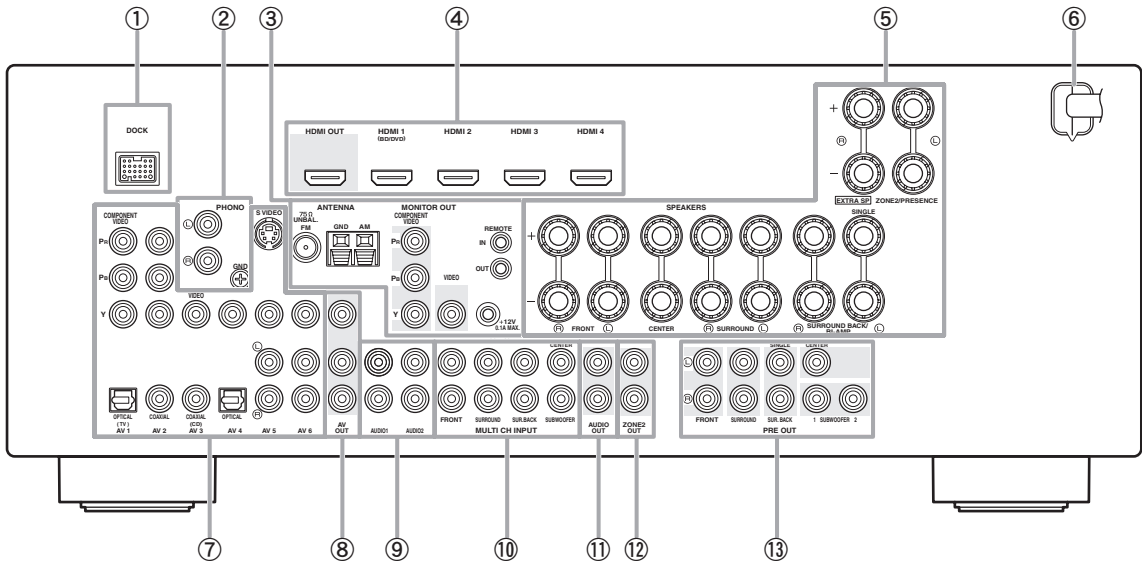 ① ② ③ ④ ⑤ ⑥
DOCK
PHONO
Ⓛ
Ⓡ
GND
S VIDEO
HDMI OUT HDMI 1 HDMI 2 HDMI 3 HDMI 4
(BD/DVD)
+
Ⓡ Ⓛ
–
EXTRA SP ZONE2/PRESENCE
COMPONENT
VIDEO
PR
PB
Y
VIDEO
ANTENNA
75Ω
UNBAL.
FM
GND AM
MONITOR OUT
COMPONENT
VIDEO
PR
PB
Y
VIDEO
REMOTE
IN
OUT
+12V
0.1A MAX.
SPEAKERS
SINGLE
+
–
Ⓡ FRONT Ⓛ CENTER Ⓡ SURROUND Ⓛ Ⓡ SURROUND BACK/ Ⓛ
BI-AMP
Ⓛ
Ⓡ
OPTICAL COAXIAL COAXIAL OPTICAL
(TV) (CD)
AV 1 AV 2 AV 3 AV 4 AV 5 AV 6
AV
OUT
AUDIO1 AUDIO2
CENTER
FRONT SURROUND SUR.BACK SUBWOOFER
MULTI CH INPUT
AUDIO
OUT
ZONE2
OUT
SINGLE CENTER
Ⓛ
Ⓡ
FRONT SURROUND SUR. BACK 1 SUBWOOFER 2
PRE OUT
⑦ ⑧ ⑨ ⑩ ⑪ ⑫ ⑬